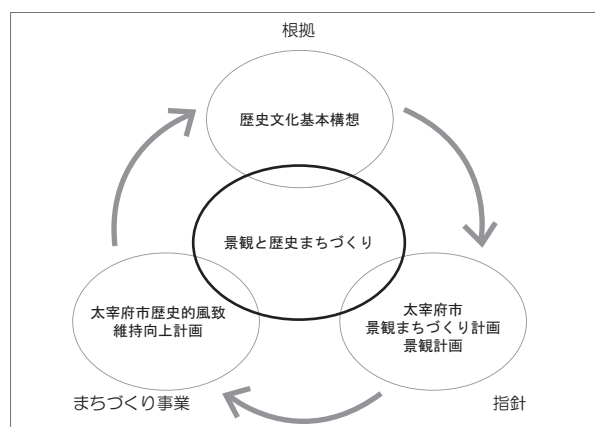 根拠
歴史文化基本構想
景観と歴史まちづくり
太宰府市歴史的風致
維持向上計画
太宰府市
景観まちづくり計画
景観計画
まちづくり事業
指針